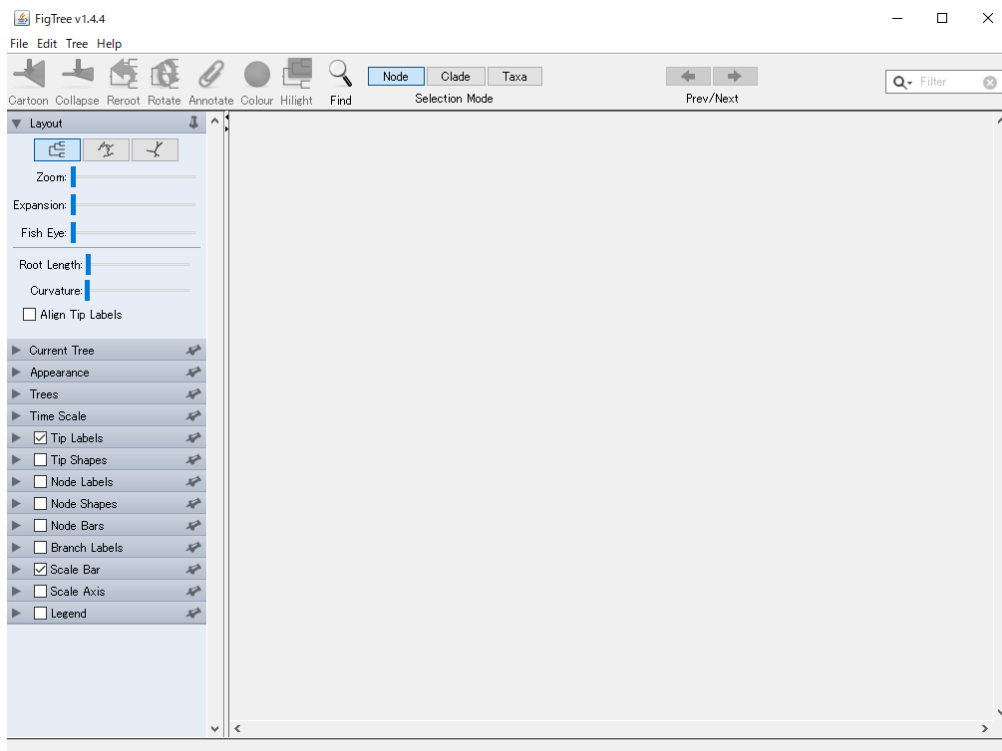 FigTree v1.4.4
File Edit Tree Help
Cartoon Collapse Reroot Rotate Annotate Colour Hilight Find
Node Clade Taxa
Selection Mode
Prev/Next
Filter
Layout
Zoom:
Expansion:
Fish Eye:
Root Length:
Curvature:
Align Tip Labels
Current Tree
Appearance
Trees
Time Scale
Tip Labels
Tip Shapes
Node Labels
Node Shapes
Node Bars
Branch Labels
Scale Bar
Scale Axis
Legend